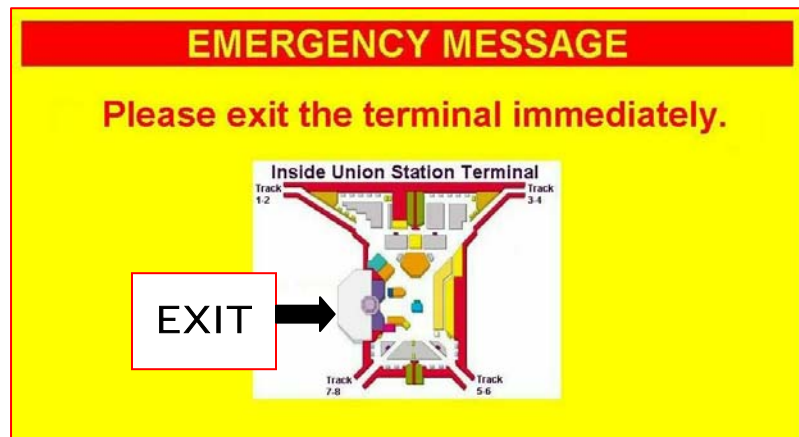 EMERGENCY MESSAGE
Please exit the terminal immediately.
Inside Union Station Terminal
Track
1-2
Track
3-4
EXIT
Track
7-8
Track
5-6